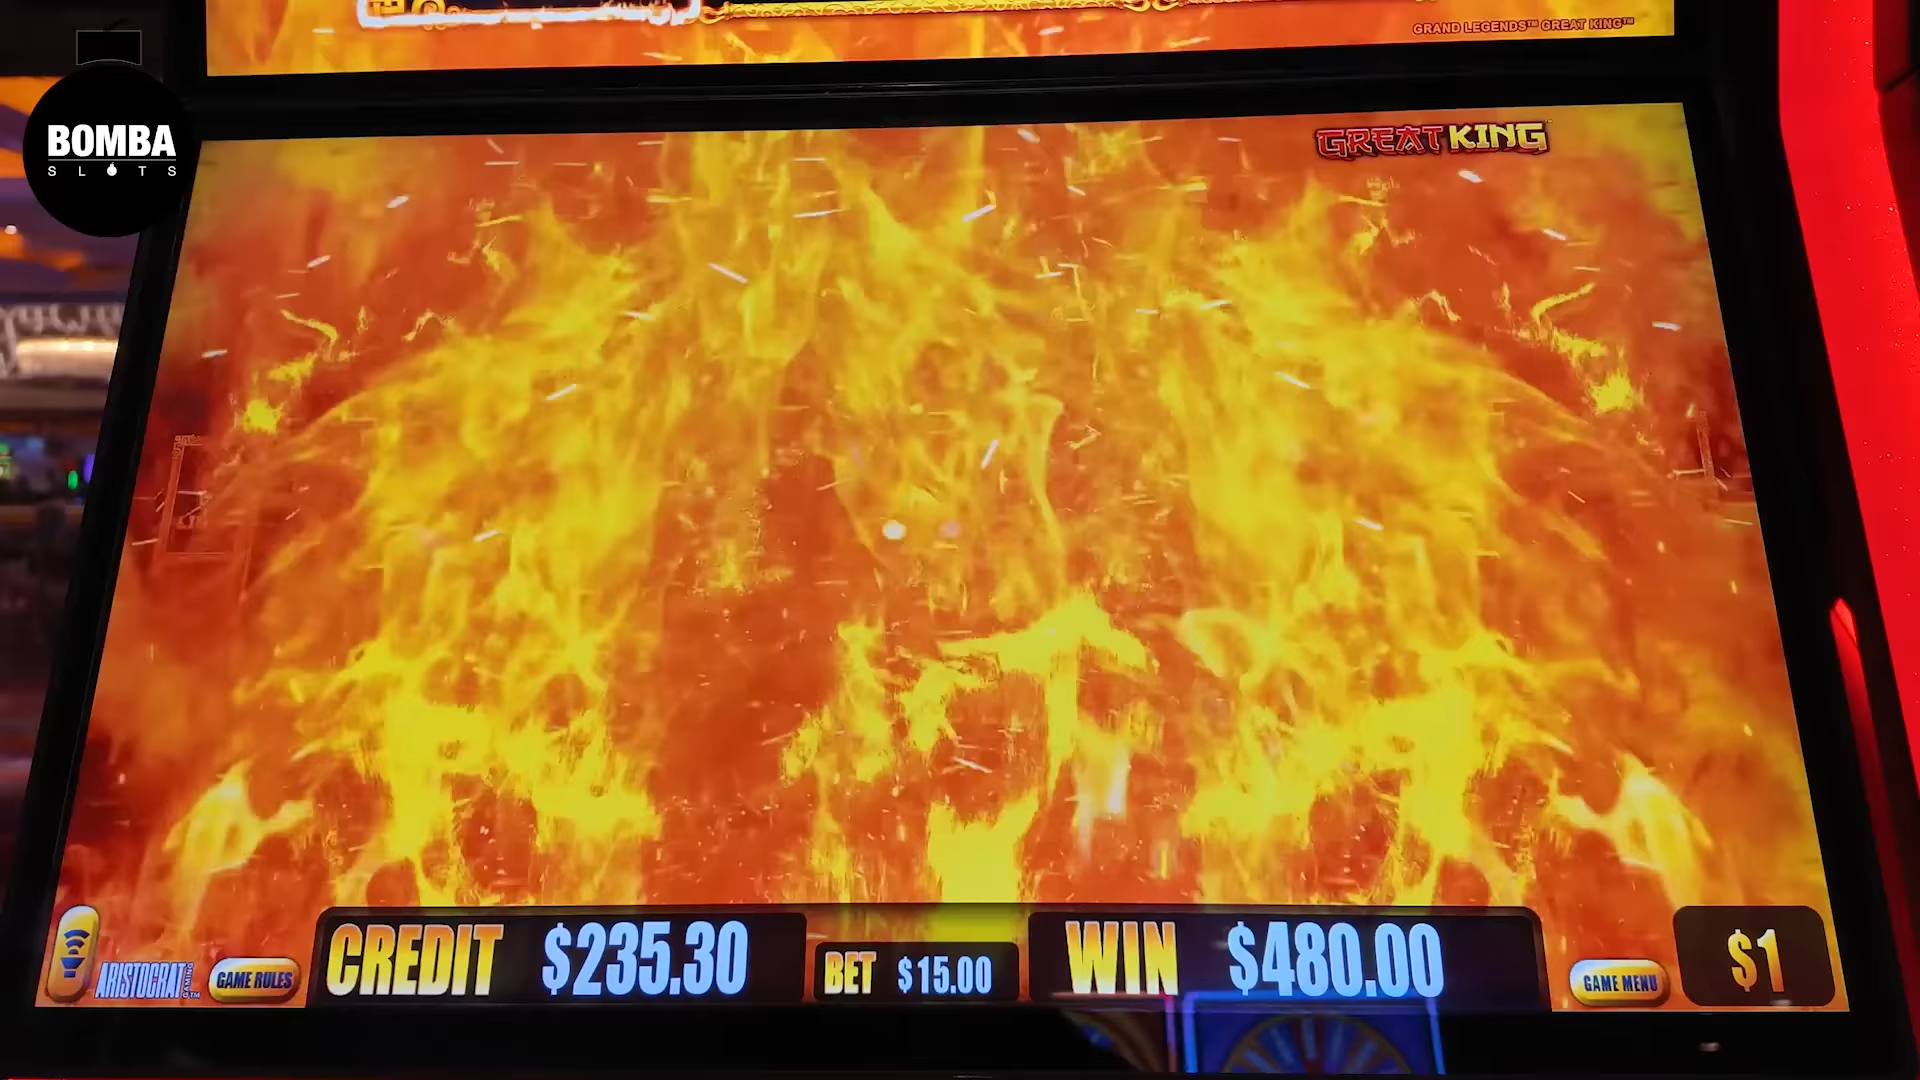 GRAND LEGENDS™ GREAT KING™
BOMBA
SLOTS
GREAT KING
ARISTOCRAT GAMING™
GAME RULES
CREDIT $235.30
BET $15.00
WIN $480.00
GAME MENU
$1